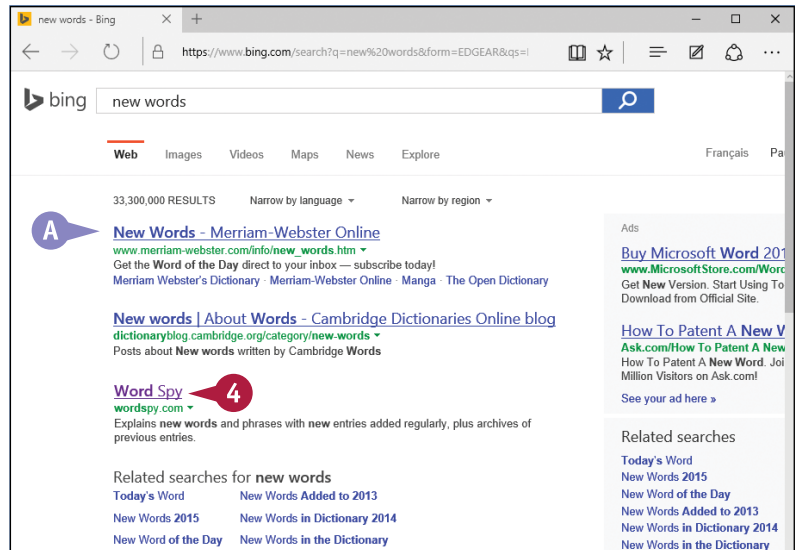 new words - Bing
https://www.bing.com/search?q=new%20words&form=EDGEAR&qs=
bing
new words
Web Images Videos Maps News Explore
Français
33,300,000 RESULTS Narrow by language Narrow by region
A
New Words - Merriam-Webster Online
www.merriam-webster.com/info/new_words.htm
Get the Word of the Day direct to your inbox — subscribe today!
Merriam Webster's Dictionary · Merriam-Webster Online · Manga · The Open Dictionary
New words | About Words - Cambridge Dictionaries Online blog
dictionaryblog.cambridge.org/category/new-words
Posts about New words written by Cambridge Words
Word Spy
4
wordspy.com
Explains new words and phrases with new entries added regularly, plus archives of
previous entries.
Related searches for new words
Today's Word New Words Added to 2013
New Words 2015 New Words in Dictionary 2014
New Word of the Day New Words in the Dictionary
Ads
Buy Microsoft Word 201
www.MicrosoftStore.com/Word
Get New Version. Start Using To
Download from Official Site.
How To Patent A New W
Ask.com/How To Patent A New
How To Patent A New Word. Joi
Million Visitors on Ask.com!
See your ad here »
Related searches
Today's Word
New Words 2015
New Word of the Day
New Words Added to 2013
New Words in Dictionary 2014
New Words in the Dictionary